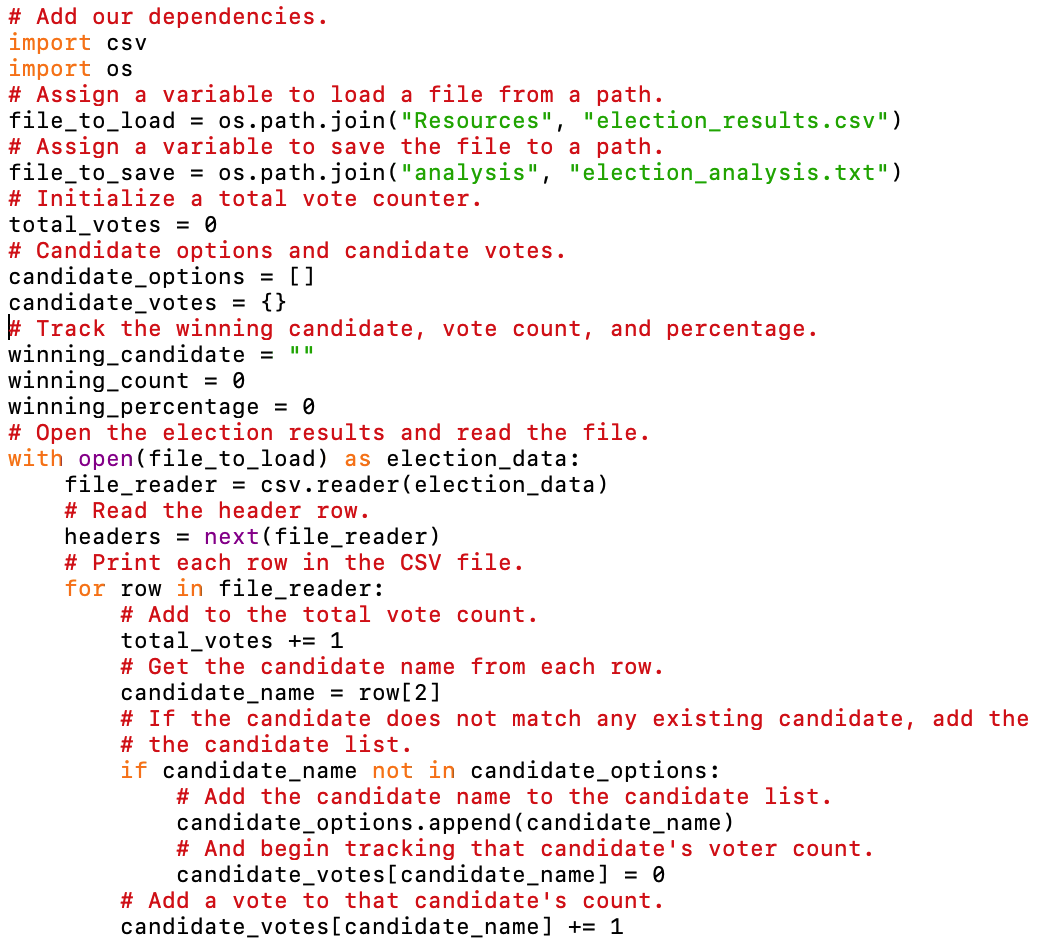 # Add our dependencies.
import csv
import os
# Assign a variable to load a file from a path.
file_to_load = os.path.join("Resources", "election_results.csv")
# Assign a variable to save the file to a path.
file_to_save = os.path.join("analysis", "election_analysis.txt")
# Initialize a total vote counter.
total_votes = 0
# Candidate options and candidate votes.
candidate_options = []
candidate_votes = {}
# Track the winning candidate, vote count, and percentage.
winning_candidate = ""
winning_count = 0
winning_percentage = 0
# Open the election results and read the file.
with open(file_to_load) as election_data:
    file_reader = csv.reader(election_data)
    # Read the header row.
    headers = next(file_reader)
    # Print each row in the CSV file.
    for row in file_reader:
        # Add to the total vote count.
        total_votes += 1
        # Get the candidate name from each row.
        candidate_name = row[2]
        # If the candidate does not match any existing candidate, add the
        # the candidate list.
        if candidate_name not in candidate_options:
            # Add the candidate name to the candidate list.
            candidate_options.append(candidate_name)
            # And begin tracking that candidate's voter count.
            candidate_votes[candidate_name] = 0
        # Add a vote to that candidate's count.
        candidate_votes[candidate_name] += 1